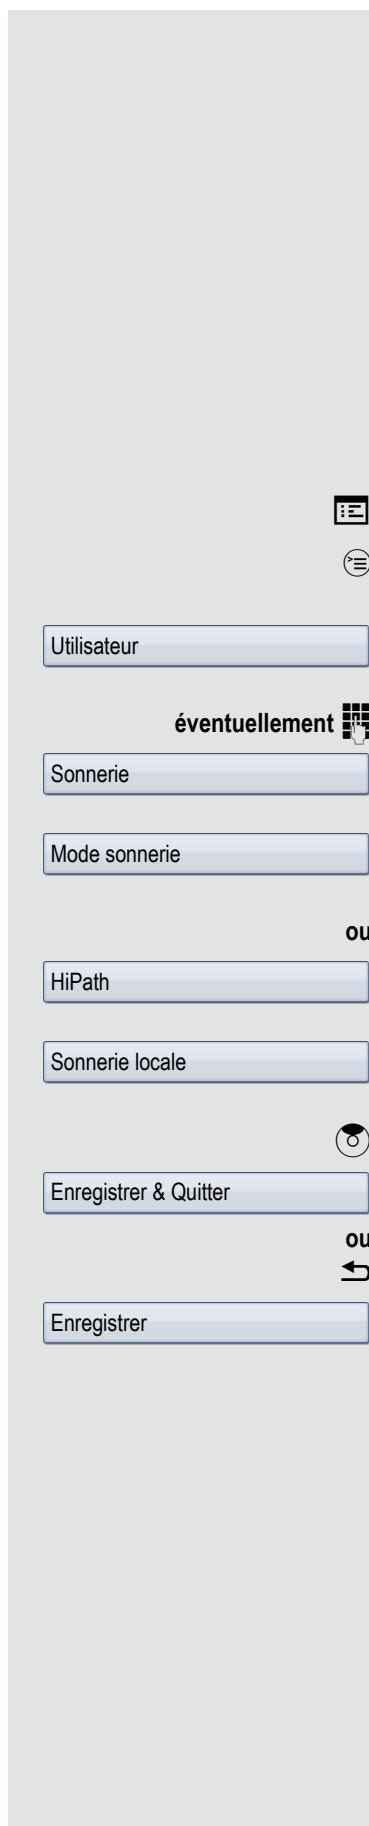 Utilisateur
éventuellement
Sonnerie
Mode sonnerie
ou
HiPath
Sonnerie locale
Enregistrer & Quitter
ou
Enregistrer